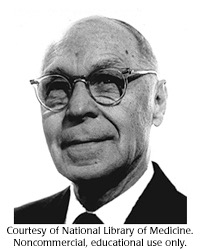 Courtesy of National Library of Medicine.
Noncommercial, educational use only.